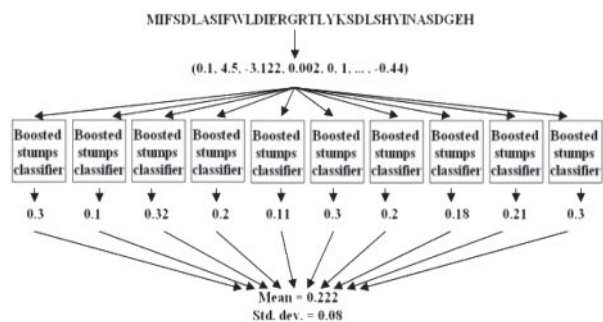 MIFSDLASIFWLDIERGRTLYKSDLSHYINASDGEH
(0.1, 4.5, -3.122, 0.002, 0, 1, ... , -0.44)
Boosted stumps classifier
Boosted stumps classifier
Boosted stumps classifier
Boosted stumps classifier
Boosted stumps classifier
Boosted stumps classifier
Boosted stumps classifier
Boosted stumps classifier
Boosted stumps classifier
Boosted stumps classifier
0.3 0.1 0.32 0.2 0.11 0.3 0.2 0.18 0.21 0.3
Mean = 0.222
Std. dev. = 0.08